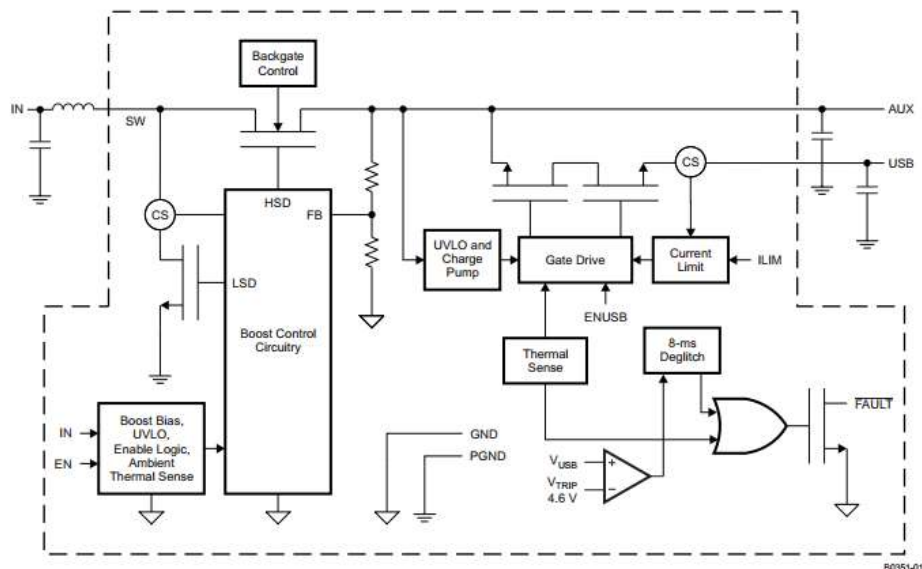 Backgate
Control
IN
SW
AUX
CS
USB
HSD
FB
CS
UVLO and
Charge
Pump
Gate Drive
Current
Limit
ILIM
LSD
ENUSB
Boost Control
Circuitry
Thermal
Sense
8-ms
Deglitch
FAULT
IN
EN
Boost Bias,
UVLO,
Enable Logic,
Ambient
Thermal Sense
GND
PGND
VUSB
+
VTRIP
4.6 V
−
B0351-01